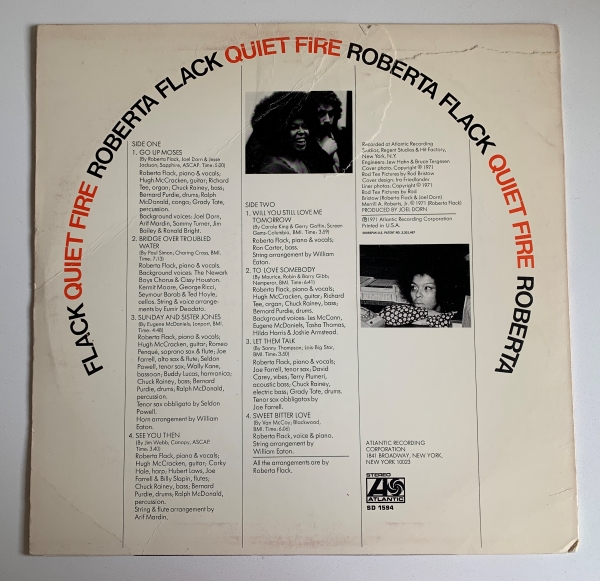 FLACK QUIET FIRE ROBERTA FLACK QUIET FIRE ROBERTA FLACK QUIET FIRE ROBERTA
SIDE ONE
1. GO UP MOSES
(By Roberta Flack, Joel Dorn & Jesse
Jackson, Sapphire, ASCAP. Time: 5:20)
Roberta Flack, piano & vocals;
Hugh McCracken, guitar; Richard
Tee, organ; Chuck Rainey, bass;
Bernard Purdie, drums; Ralph
McDonald, conga; Grady Tate,
percussion.
Background voices: Joel Dorn,
Arif Mardin, Sammy Turner, Jim
Bailey & Ronald Bright.
2. BRIDGE OVER TROUBLED
WATER
(By Paul Simon, Charing Cross, BMI.
Time: 7:13)
Roberta Flack, piano & vocals.
Background voices: The Newark
Boys Chorus & Cissy Houston.
Kermit Moore, George Ricci,
Seymour Barab & Ted Hoyle,
cellos. String & voice arrange-
ments by Eumir Deodato.
3. SUNDAY AND SISTER JONES
(By Eugene McDaniels, Lonport, BMI.
Time: 4:48)
Roberta Flack, piano & vocals;
Hugh McCracken, guitar; Romeo
Penque, soprano sax & flute; Joe
Farrell, alto sax & flute; Seldon
Powell, tenor sax; Wally Kane,
bassoon; Buddy Lucas, harmonica;
Chuck Rainey, bass; Bernard
Purdie, drums; Ralph McDonald,
percussion.
Tenor sax obbligato by Seldon
Powell.
Horn arrangement by William
Eaton.
4. SEE YOU THEN
(By Jim Webb, Canopy, ASCAP.
Time: 3:40)
Roberta Flack, piano & vocals;
Hugh McCracken, guitar; Corky
Hale, harp; Hubert Laws, Joe
Farrell & Billy Slapin, flutes;
Chuck Rainey, bass; Bernard
Purdie, drums; Ralph McDonald,
percussion.
String & flute arrangement by
Arif Mardin.
SIDE TWO
1. WILL YOU STILL LOVE ME
TOMORROW
(By Carole King & Gerry Goffin, Screen
Gems-Columbia, BMI. Time: 3:59)
Roberta Flack, piano & vocals;
Ron Carter, bass.
String arrangement by William
Eaton.
2. TO LOVE SOMEBODY
(By Maurice, Robin & Barry Gibb,
Nemperor, BMI. Time: 6:41)
Roberta Flack, piano & vocals;
Hugh McCracken, guitar; Richard
Tee, organ; Chuck Rainey, bass;
Bernard Purdie, drums.
Background voices: Les McCann,
Eugene McDaniels, Tasha Thomas,
Hilda Harris & Joshie Armstead.
3. LET THEM TALK
(By Sonny Thompson, Lois-Big Star,
BMI. Time: 3:50)
Roberta Flack, piano & vocals;
Joe Farrell, tenor sax; David
Carey, vibes; Terry Plumeri,
acoustic bass; Chuck Rainey,
electric bass; Grady Tate, drums.
Tenor sax obbligatos by
Joe Farrell.
4. SWEET BITTER LOVE
(By Van McCoy, Blackwood,
BMI. Time: 6:06)
Roberta Flack, voice & piano.
String arrangement by
William Eaton.
All the arrangements are by
Roberta Flack.
Recorded at Atlantic Recording
Studios, Regent Studios & Hit Factory,
New York, N.Y.
Engineers: Lew Hahn & Bruce Tergesen
Cover photo: Copyright © 1971
Rod Ten Pictures by Rod Bristow
Cover design: Ira Friedlander
Liner photos: Copyright © 1971
Rod Ten Pictures by Rod
Bristow (Roberta Flack & Joel Dorn)
Merrill A. Roberts, Jr. © 1971 (Roberta Flack)
PRODUCED BY JOEL DORN
℗ 1971 Atlantic Recording Corporation
Printed in U.S.A.
ATLANTIC RECORDING
CORPORATION
1841 BROADWAY, NEW YORK,
NEW YORK 10023
STEREO
ATLANTIC
SD 1594